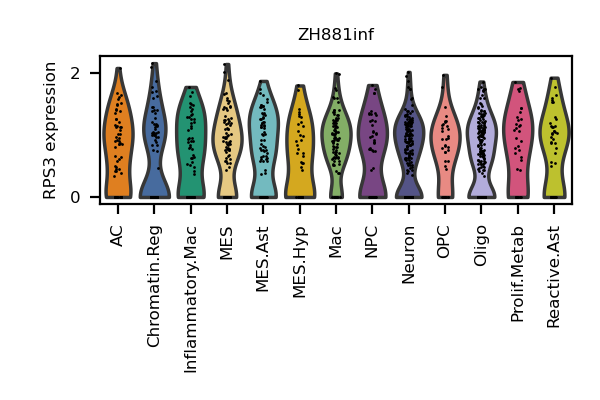 ZH881inf
RPS3 expression
2
0
AC
Chromatin.Reg
Inflammatory.Mac
MES
MES.Ast
MES.Hyp
Mac
NPC
Neuron
OPC
Oligo
Prolif.Metab
Reactive.Ast